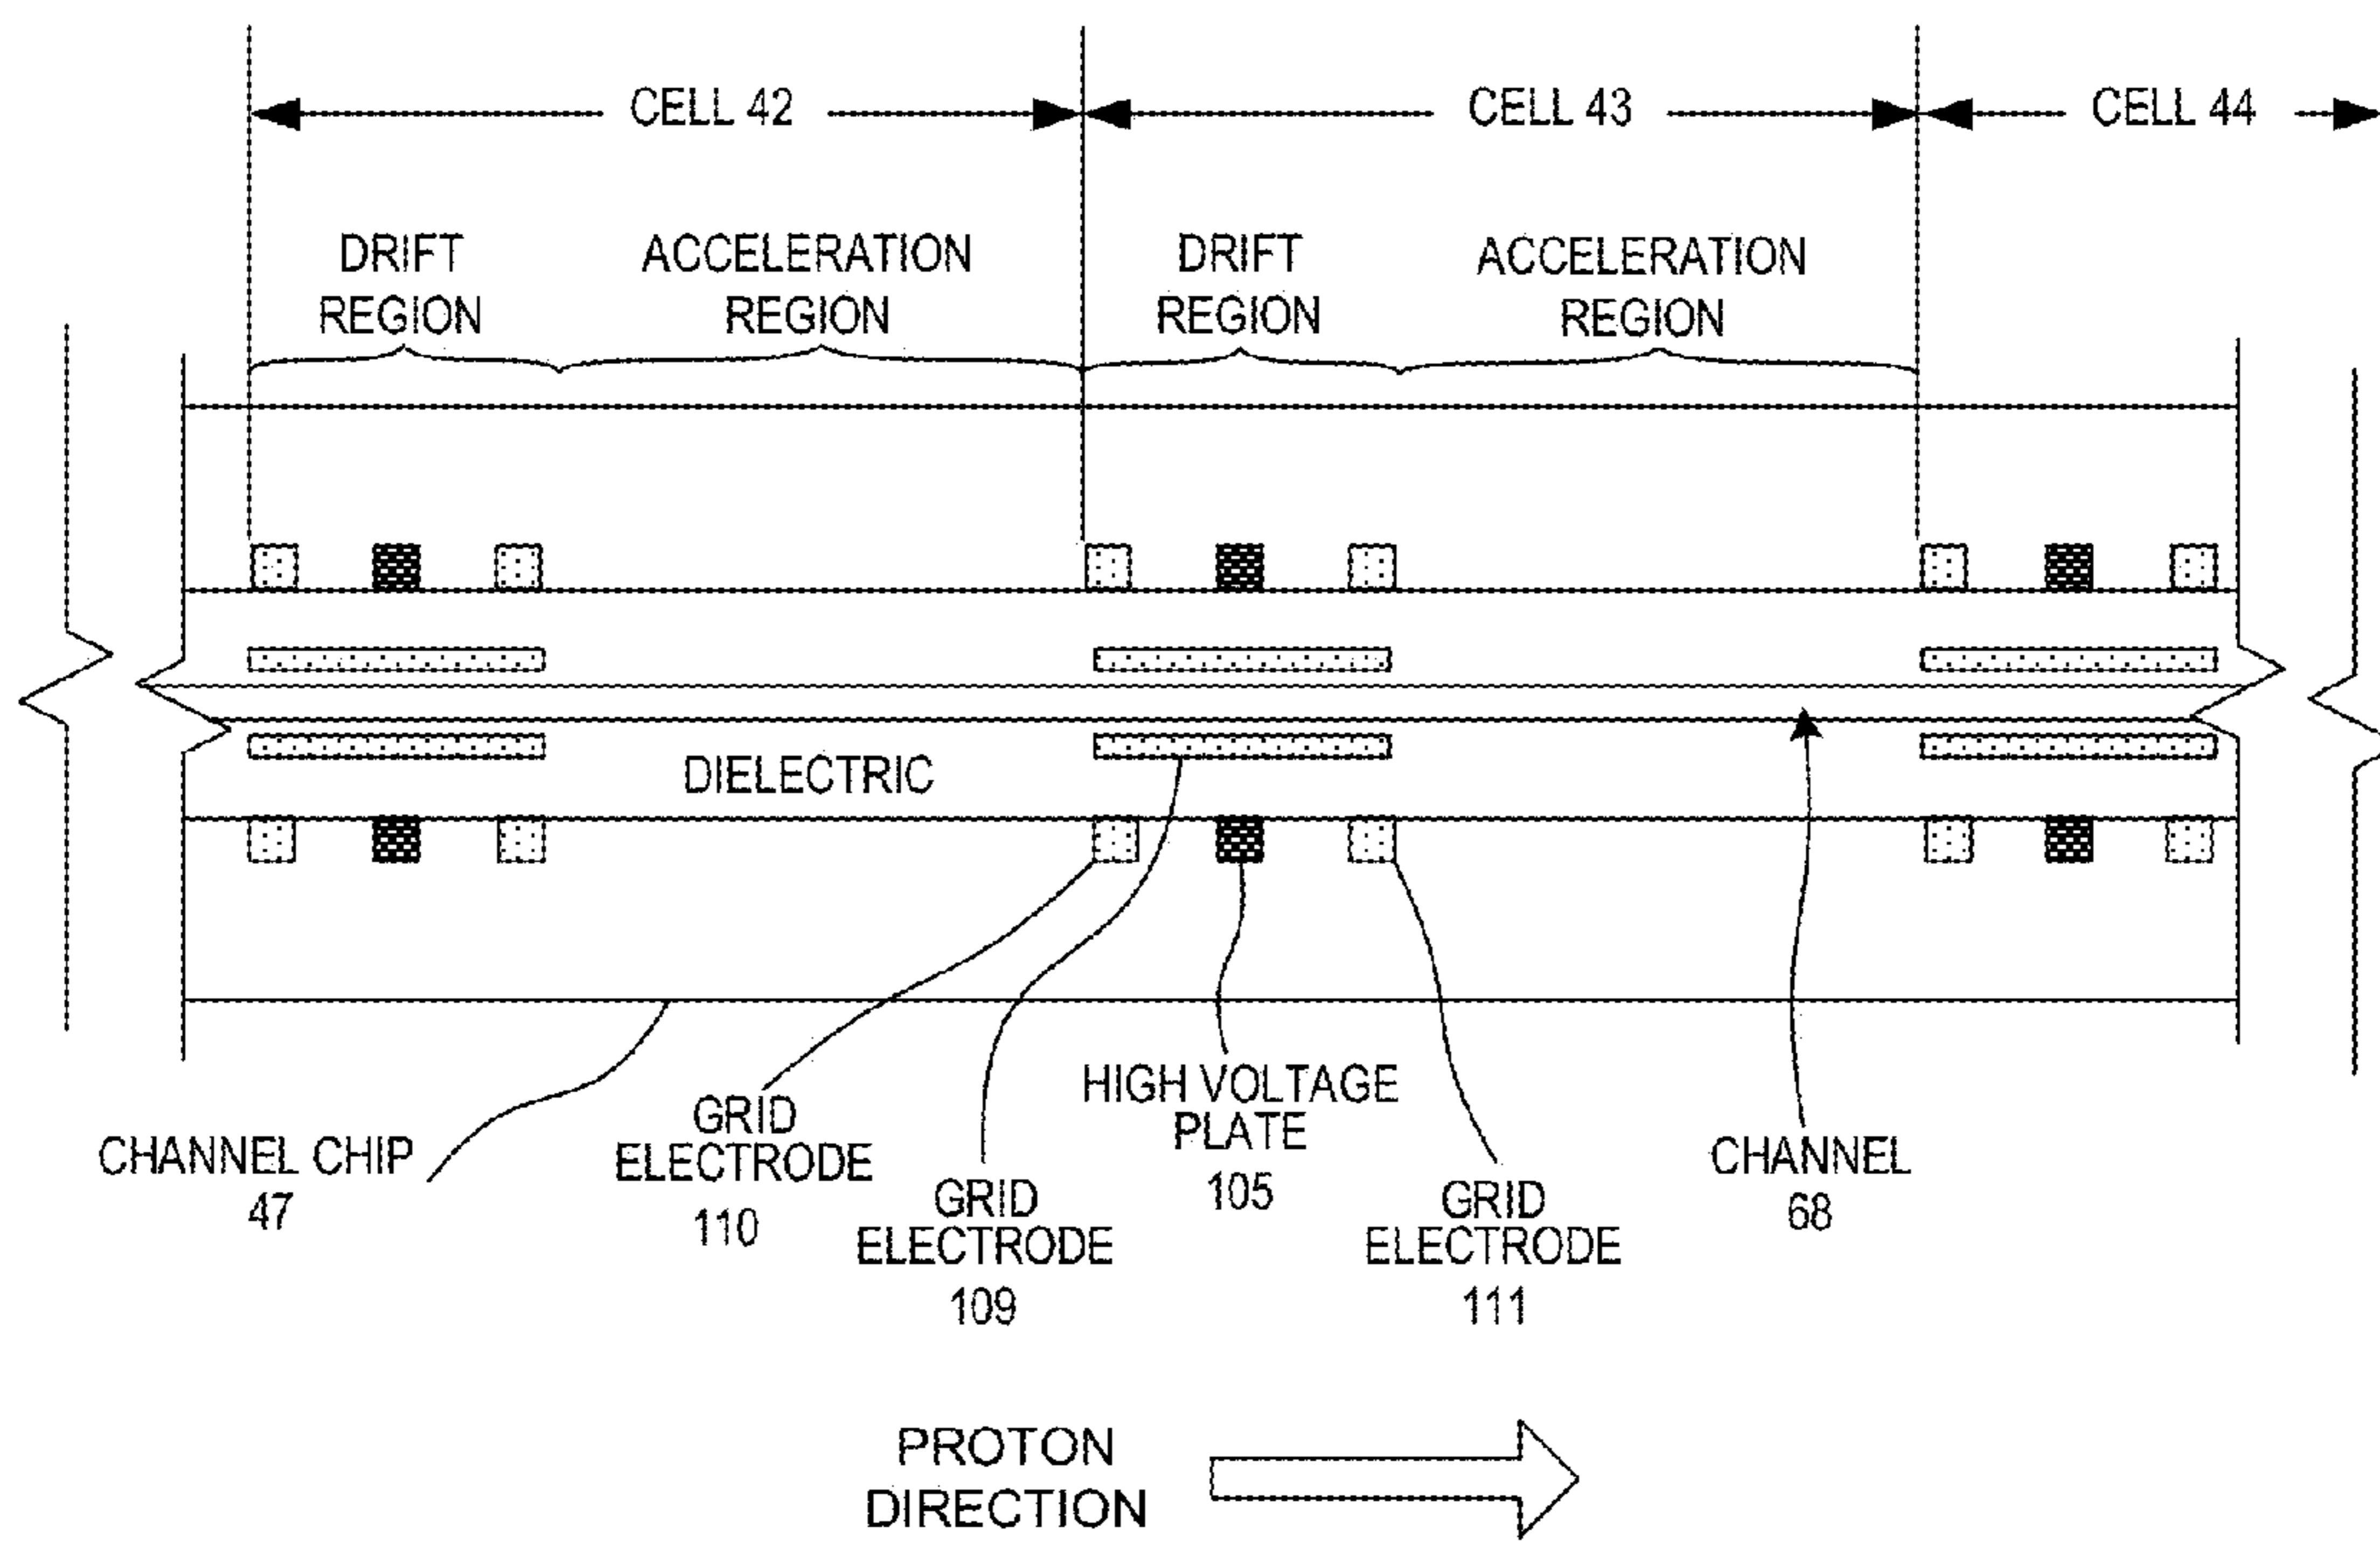 CELL 42
CELL 43
CELL 44
DRIFT
REGION
ACCELERATION
REGION
DRIFT
REGION
ACCELERATION
REGION
DIELECTRIC
CHANNEL CHIP
47
GRID
ELECTRODE
110
GRID
ELECTRODE
109
HIGH VOLTAGE
PLATE
105
GRID
ELECTRODE
111
CHANNEL
68
PROTON
DIRECTION